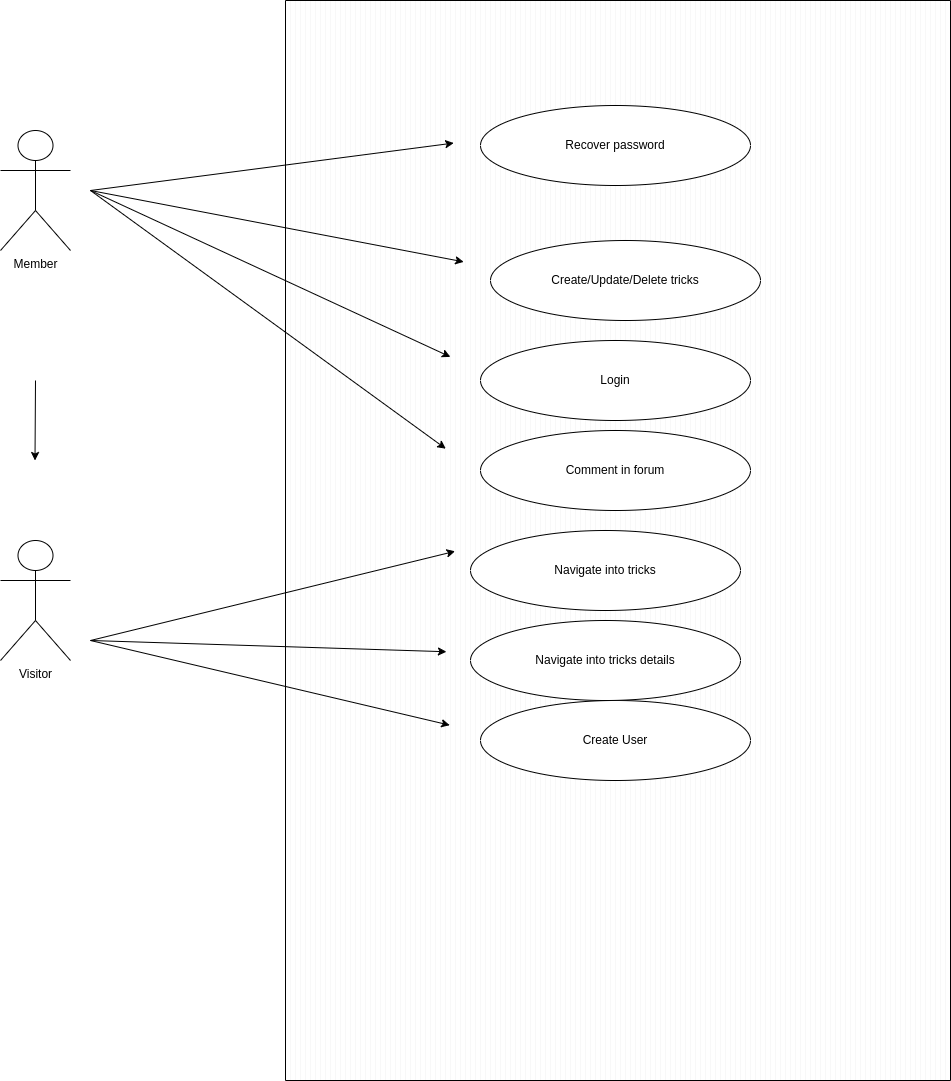 Recover password
Member
Create/Update/Delete tricks
Login
Comment in forum
Navigate into tricks
Navigate into tricks details
Visitor
Create User